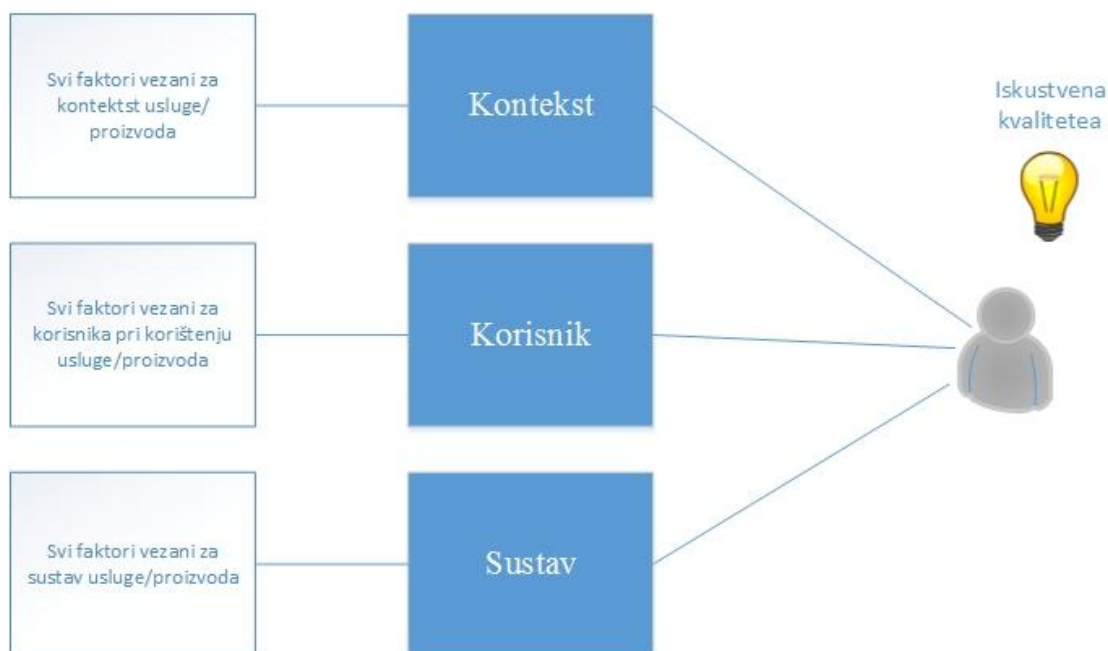 Svi faktori vezani za
kontektst usluge/
proizvoda
Kontekst
Iskustvena
kvalitetea
Svi faktori vezani za
korisnika pri korištenju
usluge/proizvoda
Korisnik
Svi faktori vezani za
sustav usluge/proizvoda
Sustav